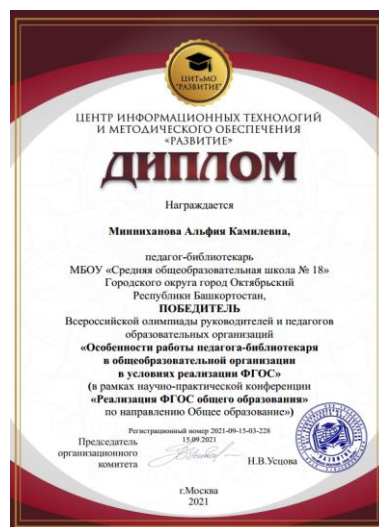 ЦИТиМО
"РАЗВИТИЕ"
ЦЕНТР ИНФОРМАЦИОННЫХ ТЕХНОЛОГИЙ
И МЕТОДИЧЕСКОГО ОБЕСПЕЧЕНИЯ
«РАЗВИТИЕ»
ДИПЛОМ
Награждается
Минниханова Альфия Камилевна,
педагог-библиотекарь
МБОУ «Средняя общеобразовательная школа № 18»
Городского округа город Октябрьский
Республики Башкортостан,
ПОБЕДИТЕЛЬ
Всероссийской олимпиады руководителей и педагогов
образовательных организаций
«Особенности работы педагога-библиотекаря
в общеобразовательной организации
в условиях реализации ФГОС»
(в рамках научно-практической конференции
«Реализация ФГОС общего образования»
по направлению Общее образование»)
Регистрационный номер 2021-09-15-03-228
15.09.2021
Председатель
организационного
комитета
Н.В.Усцова
г.Москва
2021